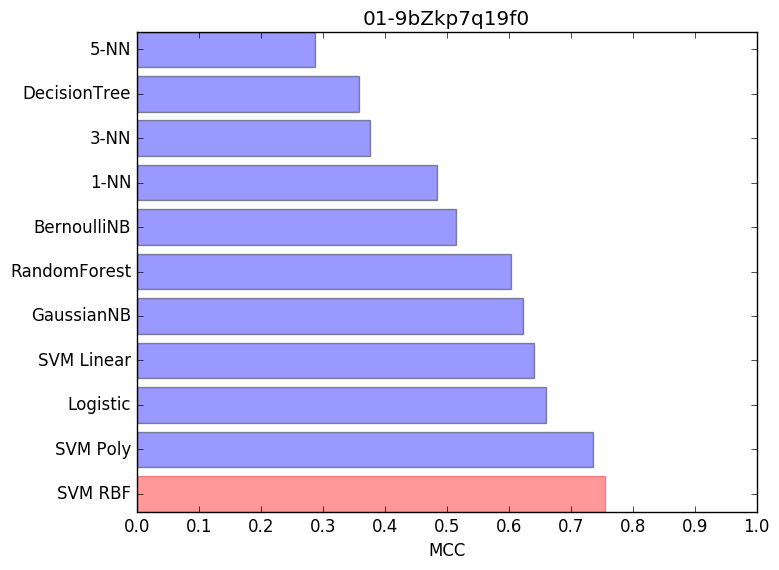 01-9bZkp7q19f0
5-NN
DecisionTree
3-NN
1-NN
BernoulliNB
RandomForest
GaussianNB
SVM Linear
Logistic
SVM Poly
SVM RBF
0.0 0.1 0.2 0.3 0.4 0.5 0.6 0.7 0.8 0.9 1.0
MCC